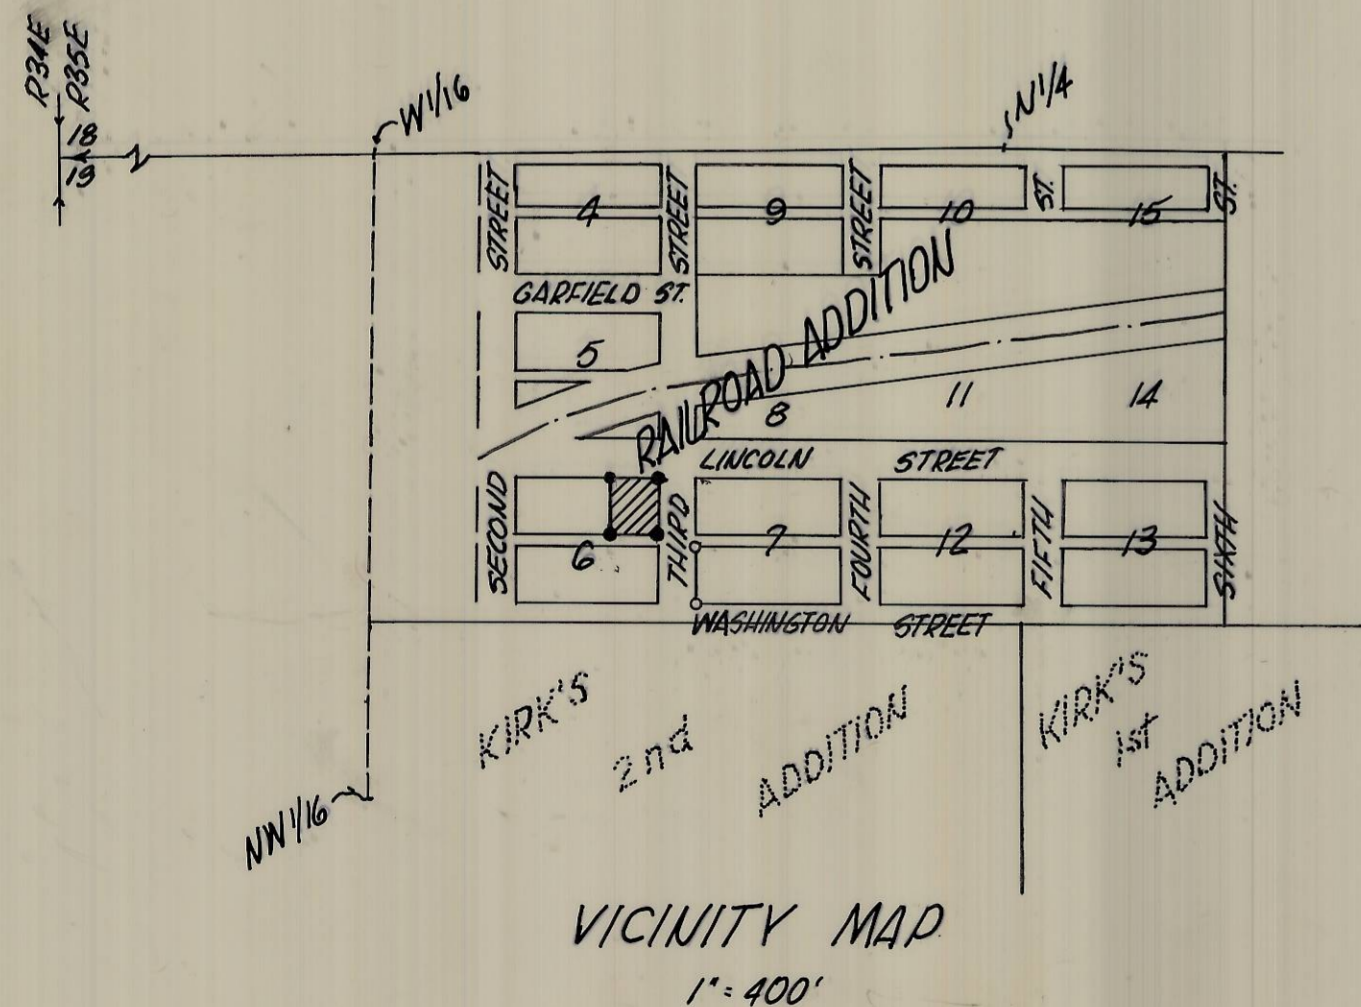 R34E
R35E
18
19
W1/16
N1/4
STREET
STREET
STREET
ST.
ST.
4
9
10
15
GARFIELD ST.
RAILROAD ADDITION
5
8
11
14
LINCOLN STREET
SECOND
THIRD
FOURTH
FIFTH
SIXTH
6
7
12
13
WASHINGTON STREET
KIRK'S
2nd
ADDITION
KIRK'S
1st
ADDITION
NW1/16
VICINITY MAP
1"=400'